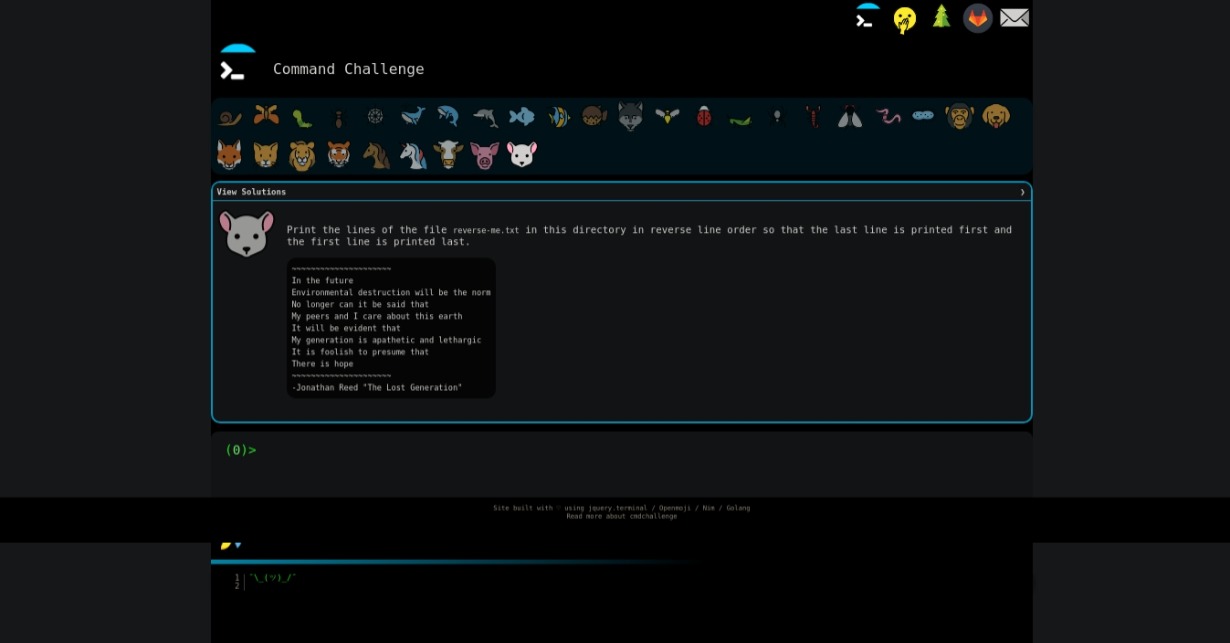 Command Challenge
View Solutions ❯
Print the lines of the file reverse-me.txt in this directory in reverse line order so that the last line is printed first and
the first line is printed last.
~~~~~~~~~~~~~~~~~~~~~
In the future
Environmental destruction will be the norm
No longer can it be said that
My peers and I care about this earth
It will be evident that
My generation is apathetic and lethargic
It is foolish to presume that
There is hope
~~~~~~~~~~~~~~~~~~~~~
-Jonathan Reed "The Lost Generation"
(0)>
Site built with ♡ using jquery.terminal / Openmoji / Nim / Golang
Read more about cmdchallenge
1 ¯\_(ツ)_/¯
2